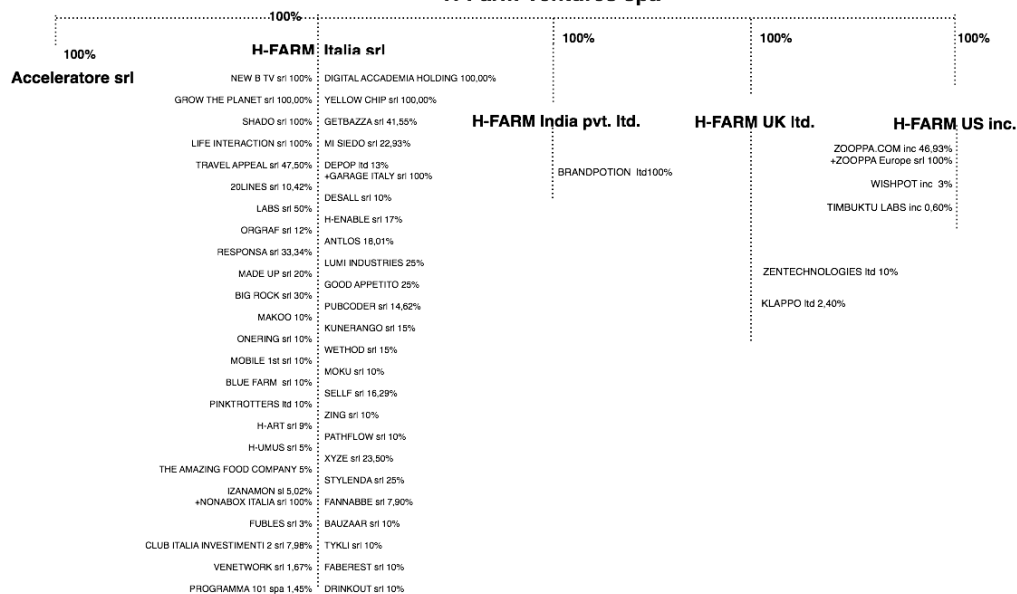 H-Farm Ventures spa
100%
100%
Acceleratore srl
H-FARM Italia srl
NEW B TV srl 100%
GROW THE PLANET srl 100,00%
SHADO srl 100%
LIFE INTERACTION srl 100%
TRAVEL APPEAL srl 47,50%
20LINES srl 10,42%
LABS srl 50%
ORGRAF srl 12%
RESPONSA srl 33,34%
MADE UP srl 20%
BIG ROCK srl 30%
MAKOO 10%
ONERING srl 10%
MOBILE 1st srl 10%
BLUE FARM srl 10%
PINKTROTTERS ltd 10%
H-ART srl 9%
H-UMUS srl 5%
THE AMAZING FOOD COMPANY 5%
IZANAMON sl 5,02%
+NONABOX ITALIA srl 100%
FUBLES srl 3%
CLUB ITALIA INVESTIMENTI 2 srl 7,98%
VENETWORK srl 1,67%
PROGRAMMA 101 spa 1,45%
DIGITAL ACCADEMIA HOLDING 100,00%
YELLOW CHIP srl 100,00%
GETBAZZA srl 41,55%
MI SIEDO srl 22,93%
DEPOP ltd 13%
+GARAGE ITALY srl 100%
DESALL srl 10%
H-ENABLE srl 17%
ANTLOS 18,01%
LUMI INDUSTRIES 25%
GOOD APPETITO 25%
PUBCODER srl 14,62%
KUNERANGO srl 15%
WETHOD srl 15%
MOKU srl 10%
SELLF srl 16,29%
ZING srl 10%
PATHFLOW srl 10%
XYZE srl 23,50%
STYLENDA srl 25%
FANNABBE srl 7,90%
BAUZAAR srl 10%
TYKLI srl 10%
FABEREST srl 10%
DRINKOUT srl 10%
100%
H-FARM India pvt. ltd.
BRANDPOTION ltd100%
100%
H-FARM UK ltd.
ZENTECHNOLOGIES ltd 10%
KLAPPO ltd 2,40%
100%
H-FARM US inc.
ZOOPPA.COM inc 46,93%
+ZOOPPA Europe srl 100%
WISHPOT inc 3%
TIMBUKTU LABS inc 0,60%